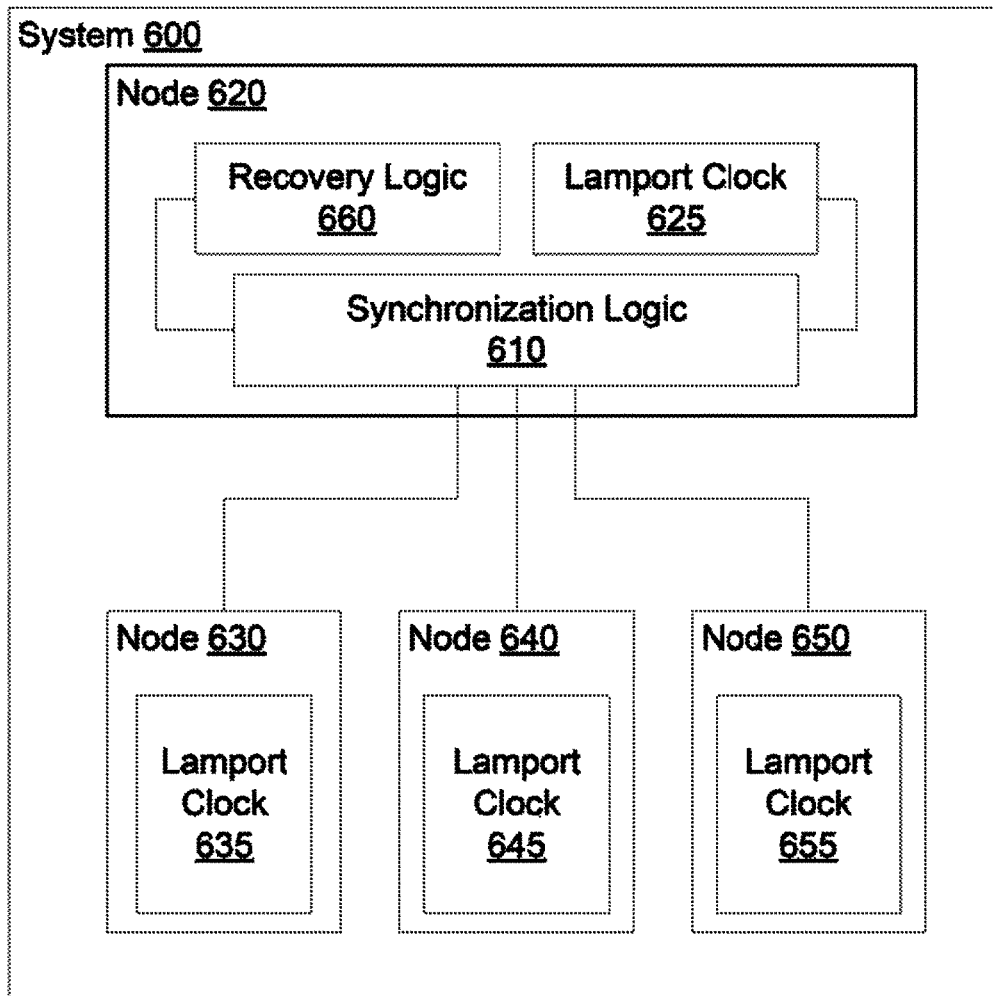 System 600
Node 620
Recovery Logic
660
Lamport Clock
625
Synchronization Logic
610
Node 630
Lamport
Clock
635
Node 640
Lamport
Clock
645
Node 650
Lamport
Clock
655